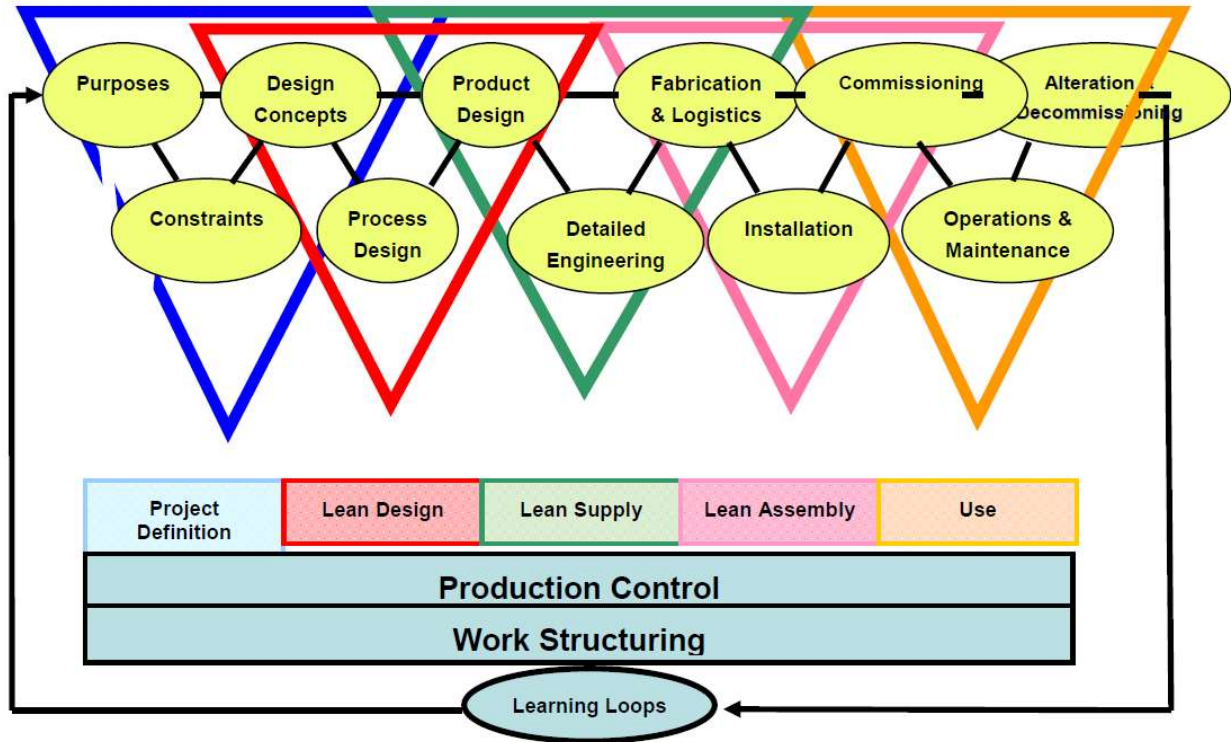 Purposes
Design
Concepts
Product
Design
Fabrication
& Logistics
Commissioning
Alteration &
Decommissioning
Constraints
Process
Design
Detailed
Engineering
Installation
Operations &
Maintenance
Project
Definition
Lean Design
Lean Supply
Lean Assembly
Use
Production Control
Work Structuring
Learning Loops